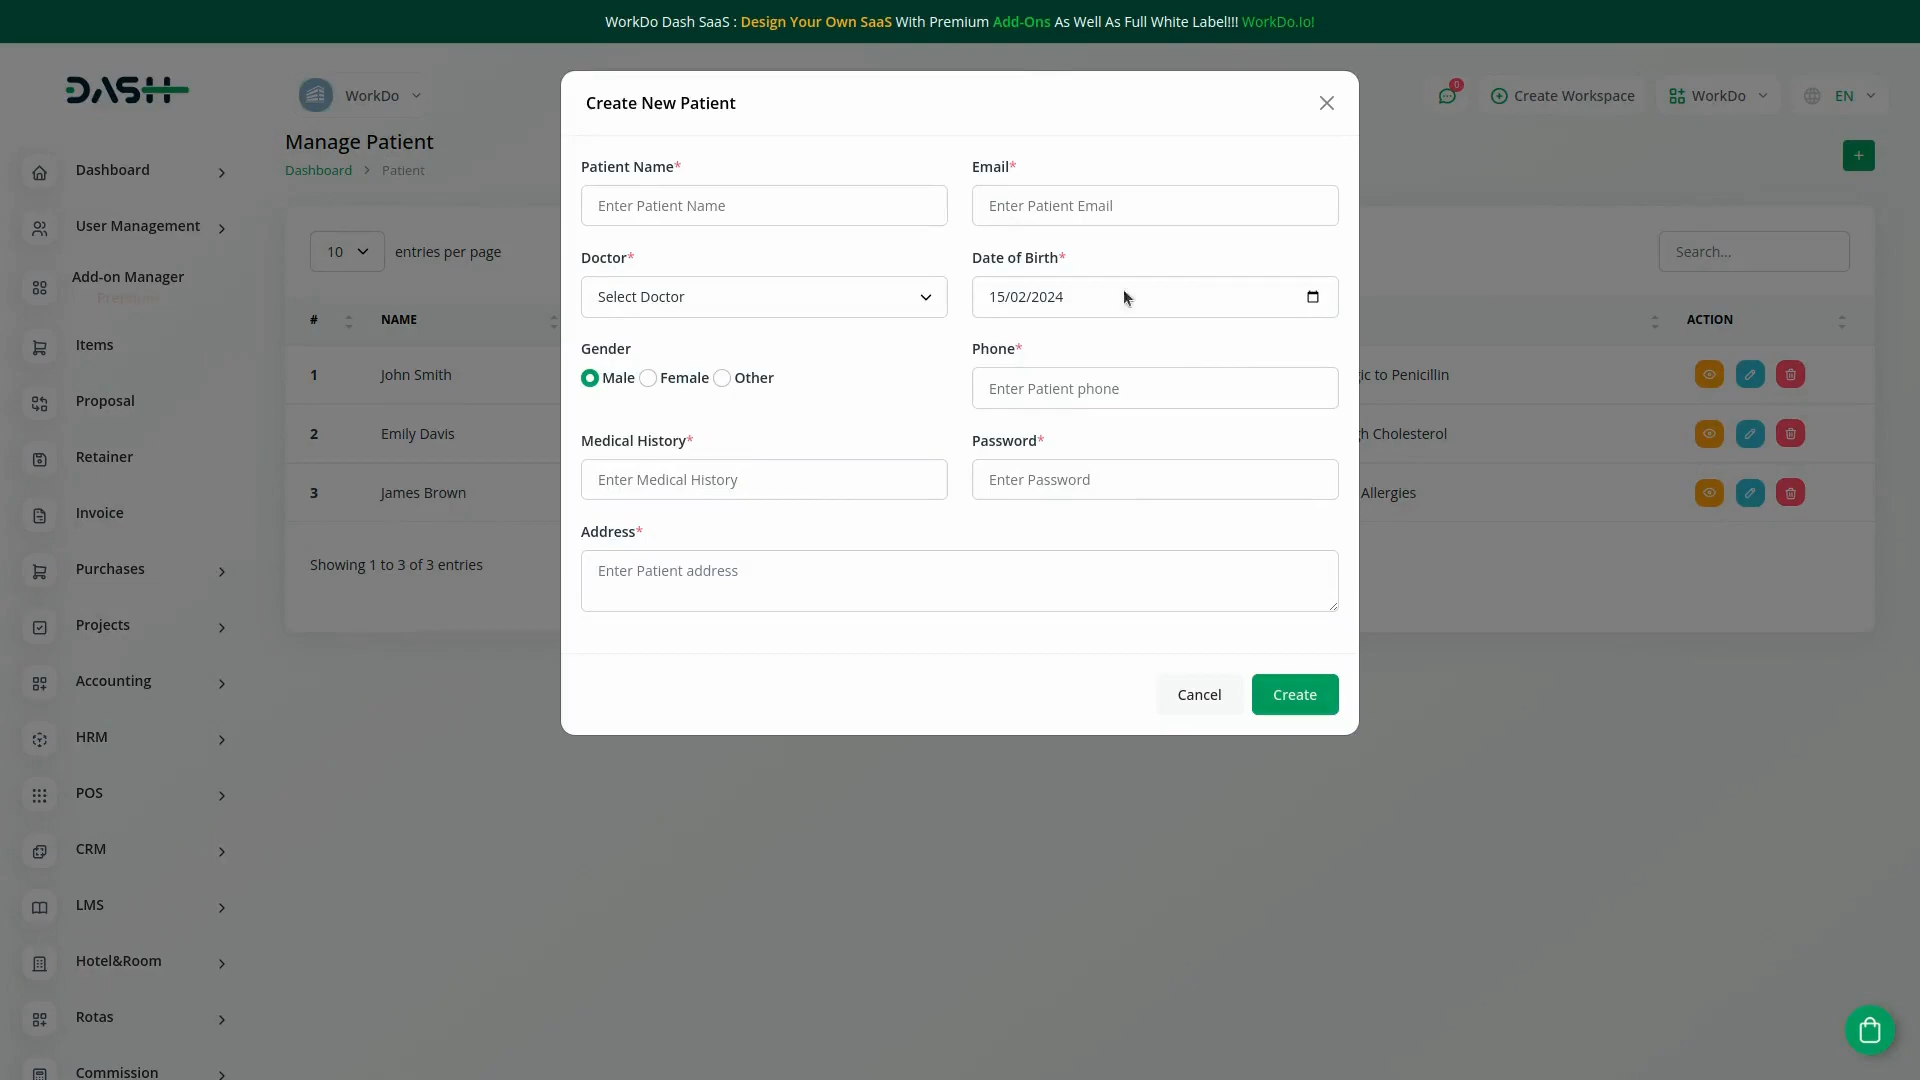 WorkDo Dash SaaS : Design Your Own SaaS With Premium Add-Ons As Well As Full White Label!!! WorkDo.Io!
DASH
WorkDo
0
Create Workspace
WorkDo
EN
Manage Patient
Dashboard > Patient
Dashboard
User Management
Add-on Manager
Premium
Items
Proposal
Retainer
Invoice
Purchases
Projects
Accounting
HRM
POS
CRM
LMS
Hotel&Room
Rotas
Commission
10 entries per page
Search...
# NAME ACTION
1 John Smith gic to Penicillin
2 Emily Davis gh Cholesterol
3 James Brown Allergies
Showing 1 to 3 of 3 entries
Create New Patient
Patient Name* Email*
Enter Patient Name Enter Patient Email
Doctor* Date of Birth*
Select Doctor 15/02/2024
Gender Phone*
Male Female Other Enter Patient phone
Medical History* Password*
Enter Medical History Enter Password
Address*
Enter Patient address
Cancel Create